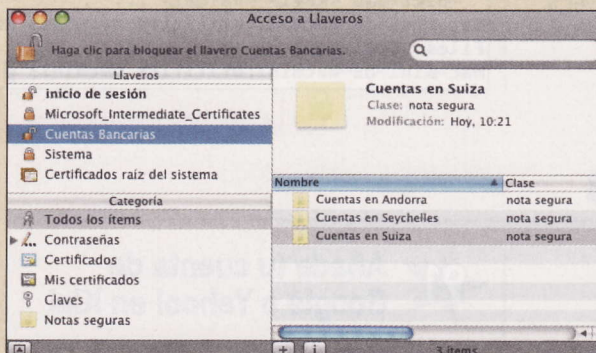 Acceso a Llaveros
Haga clic para bloquear el llavero Cuentas Bancarias.
Llaveros
inicio de sesión
Microsoft_Intermediate_Certificates
Cuentas Bancarias
Sistema
Certificados raíz del sistema
Categoría
Todos los ítems
Contraseñas
Certificados
Mis certificados
Claves
Notas seguras
Cuentas en Suiza
Clase: nota segura
Modificación: Hoy, 10:21
Nombre Clase
Cuentas en Andorra nota segura
Cuentas en Seychelles nota segura
Cuentas en Suiza nota segura
3 ítems